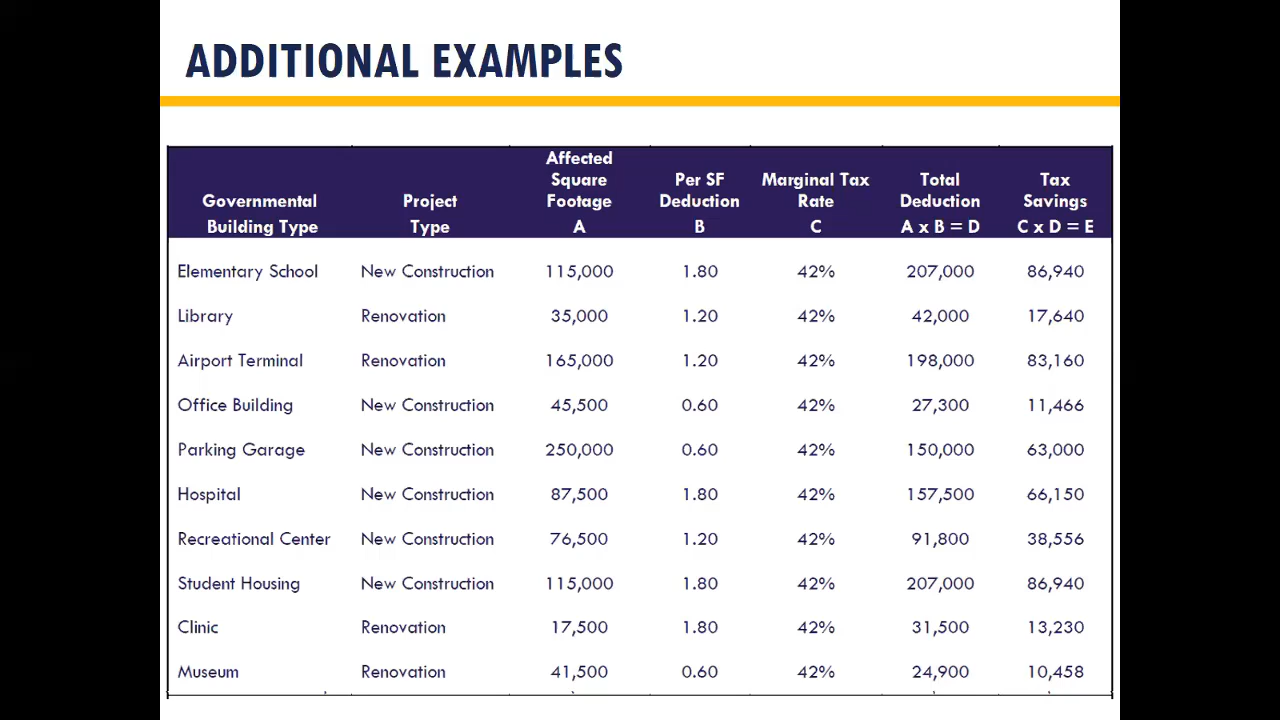 ADDITIONAL EXAMPLES
Governmental Building Type | Project Type | Affected Square Footage A | Per SF Deduction B | Marginal Tax Rate C | Total Deduction A x B = D | Tax Savings C x D = E
Elementary School | New Construction | 115,000 | 1.80 | 42% | 207,000 | 86,940
Library | Renovation | 35,000 | 1.20 | 42% | 42,000 | 17,640
Airport Terminal | Renovation | 165,000 | 1.20 | 42% | 198,000 | 83,160
Office Building | New Construction | 45,500 | 0.60 | 42% | 27,300 | 11,466
Parking Garage | New Construction | 250,000 | 0.60 | 42% | 150,000 | 63,000
Hospital | New Construction | 87,500 | 1.80 | 42% | 157,500 | 66,150
Recreational Center | New Construction | 76,500 | 1.20 | 42% | 91,800 | 38,556
Student Housing | New Construction | 115,000 | 1.80 | 42% | 207,000 | 86,940
Clinic | Renovation | 17,500 | 1.80 | 42% | 31,500 | 13,230
Museum | Renovation | 41,500 | 0.60 | 42% | 24,900 | 10,458